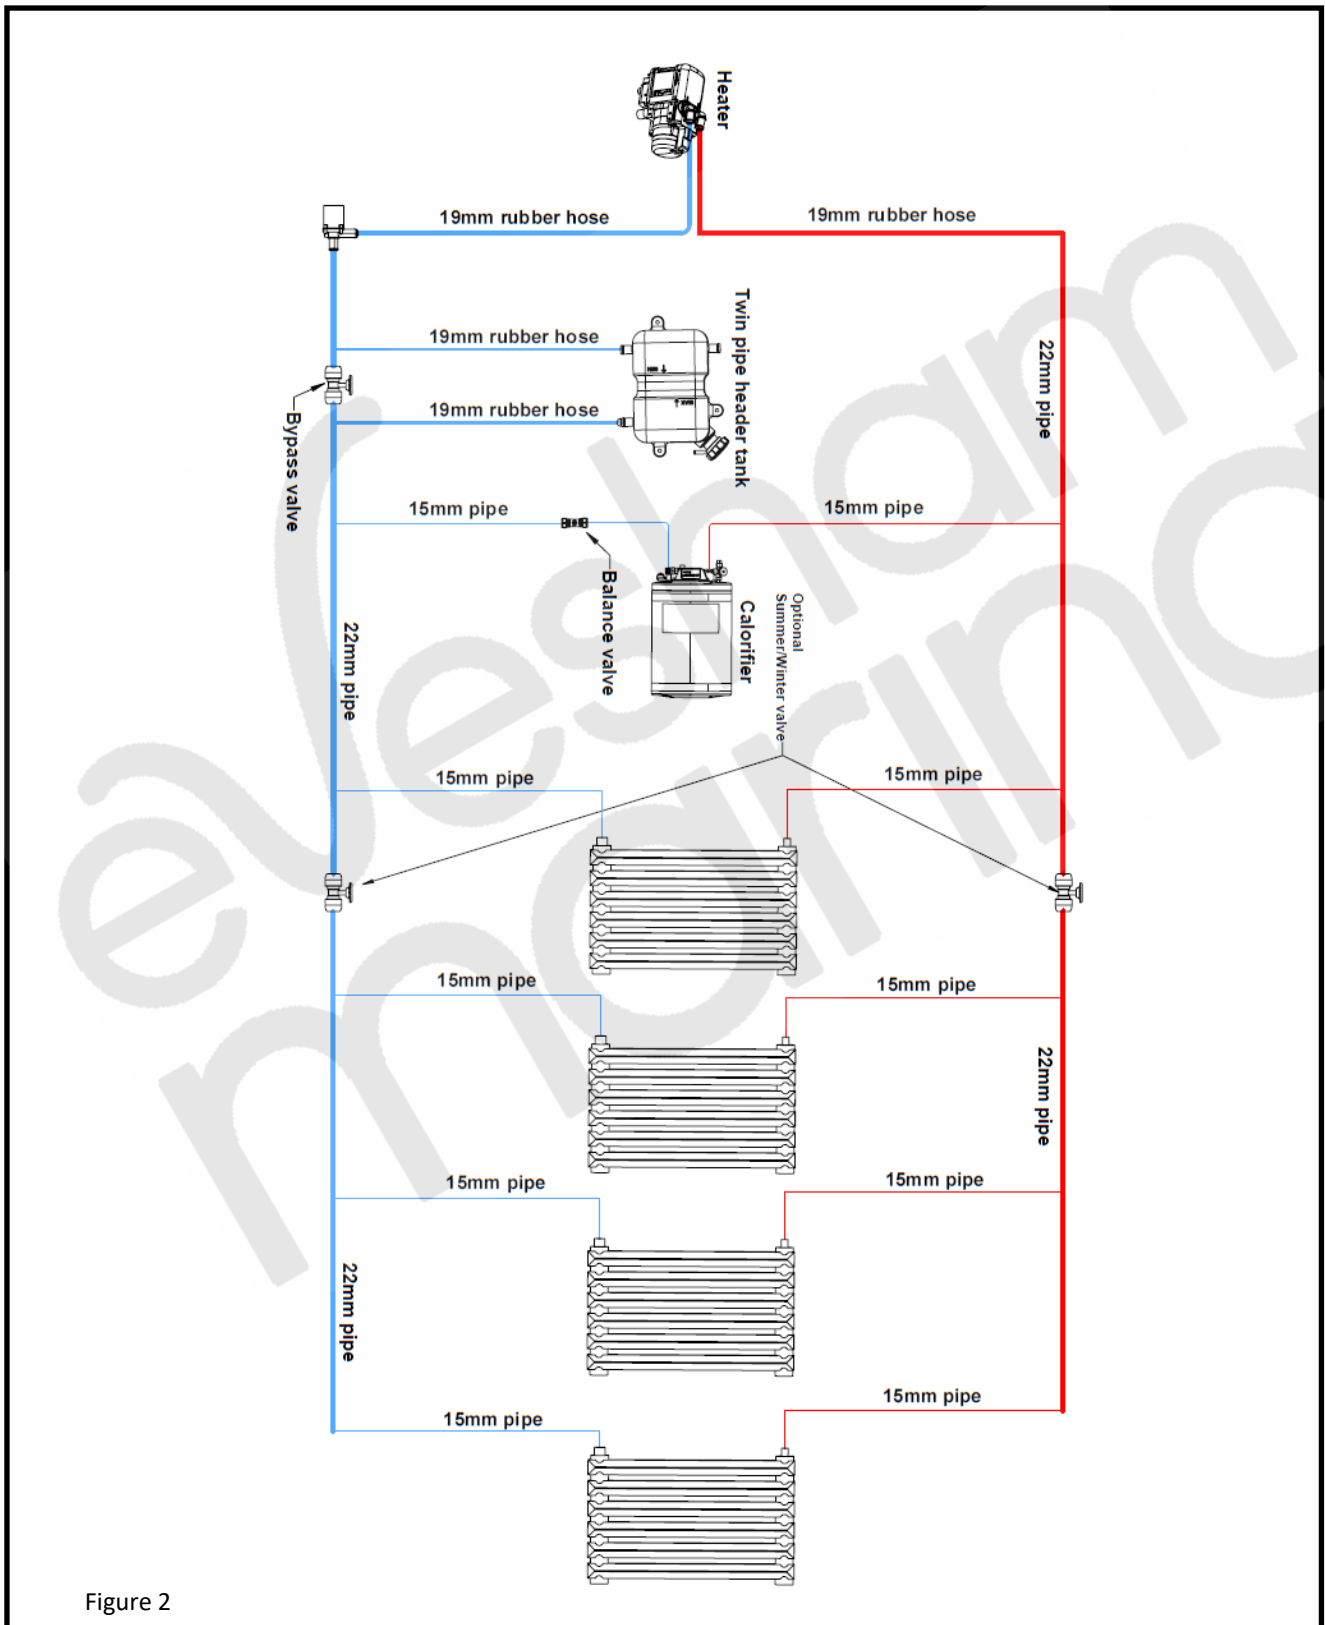 Heater
19mm rubber hose
19mm rubber hose
Twin pipe header tank
19mm rubber hose
22mm pipe
19mm rubber hose
Bypass valve
15mm pipe
15mm pipe
Balance valve
Calorifier
Optional
Summer/Winter valve
22mm pipe
15mm pipe
15mm pipe
15mm pipe
15mm pipe
22mm pipe
15mm pipe
15mm pipe
22mm pipe
15mm pipe
15mm pipe
evesham
marina
Figure 2